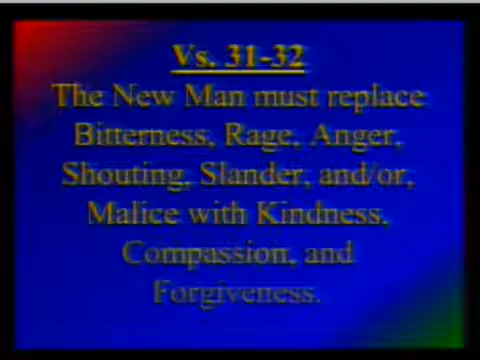 Vs. 31-32
The New Man must replace
Bitterness, Rage, Anger,
Shouting, Slander, and/or,
Malice with Kindness,
Compassion, and
Forgiveness.